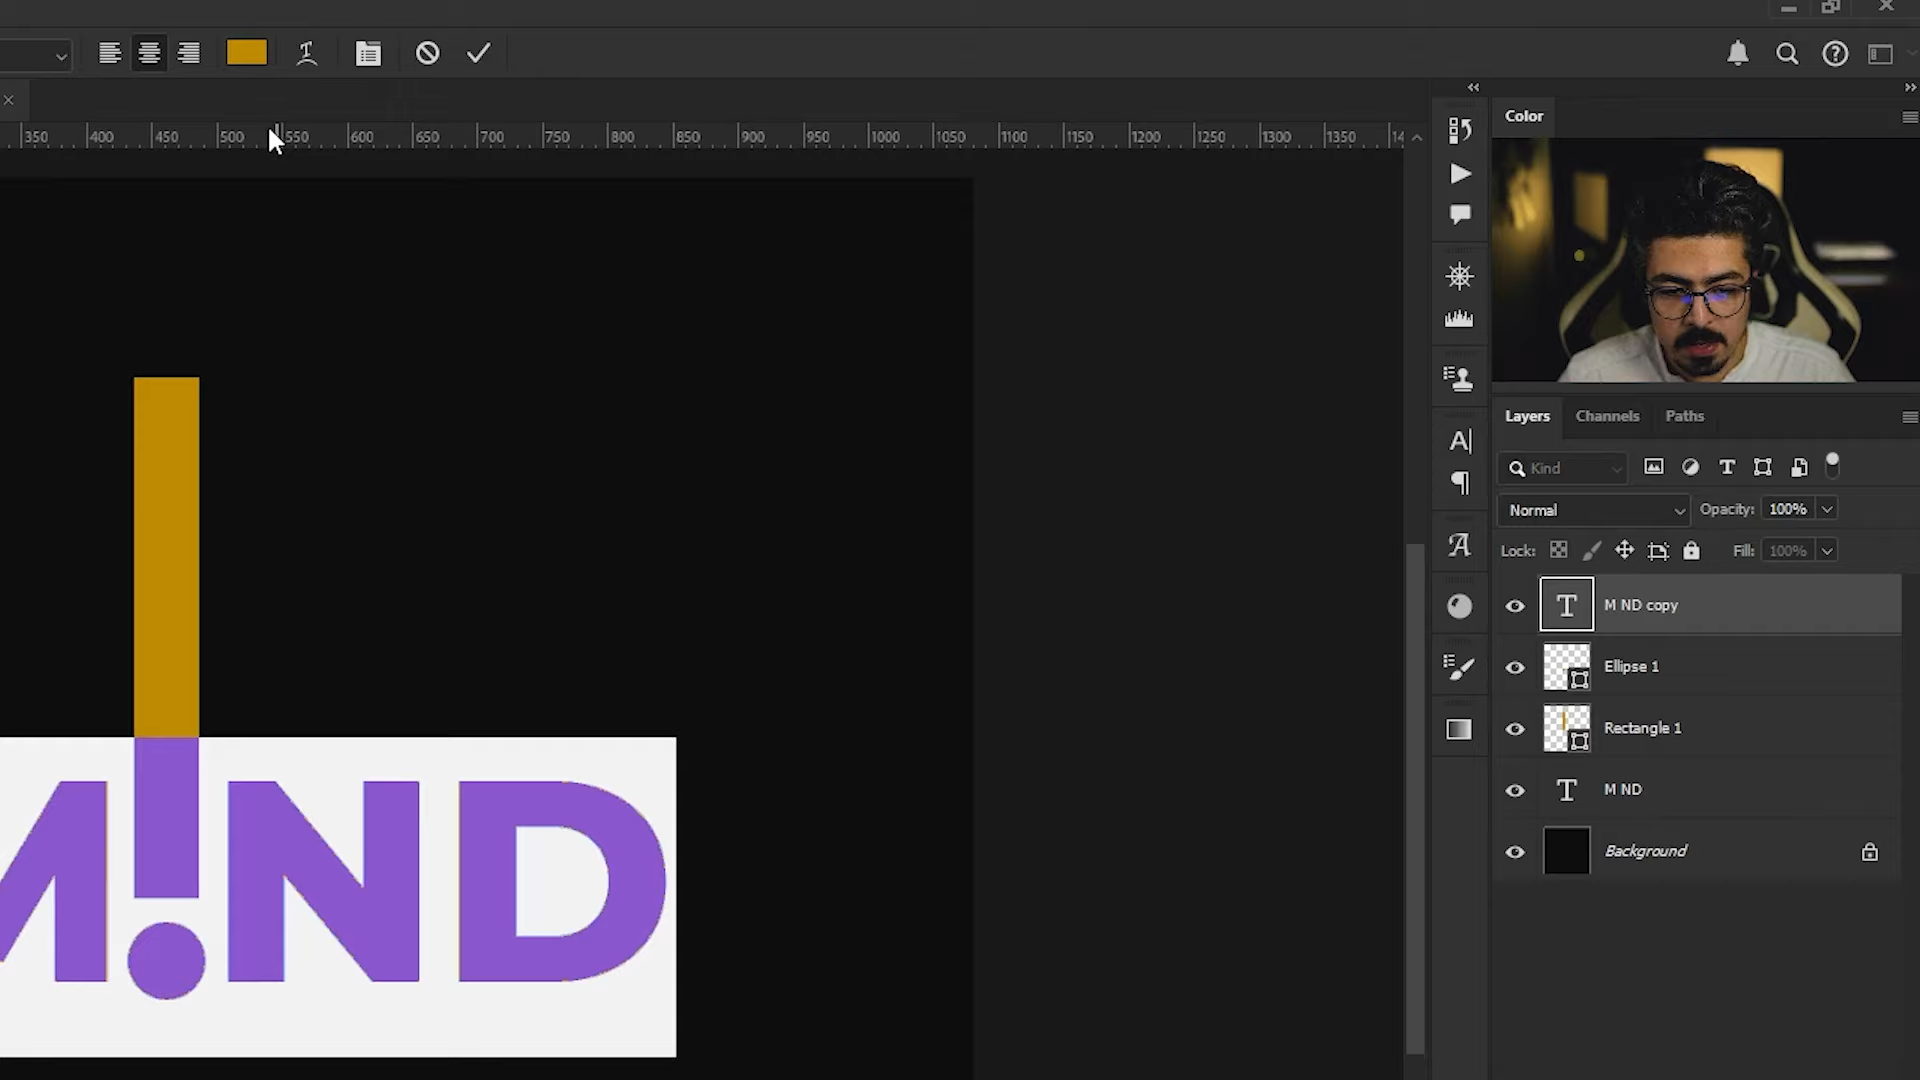 350 400 450 500 550 600 650 700 750 800 850 900 950 1000 1050 1100 1150 1200 1250 1300 1350 14
Color
Layers Channels Paths
Kind
Normal Opacity: 100%
Lock: Fill: 100%
M ND copy
Ellipse 1
Rectangle 1
M ND
Background
M!ND